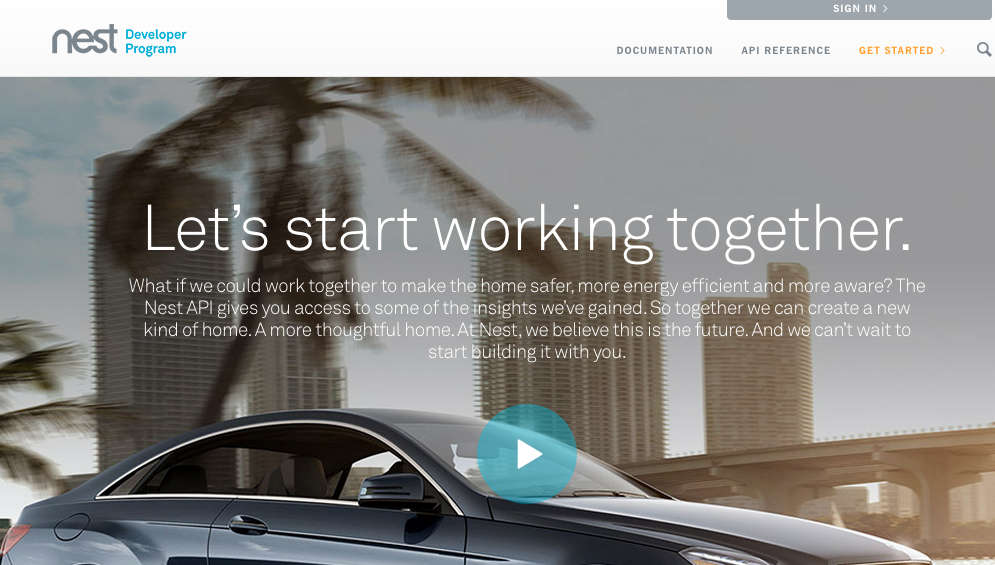 SIGN IN >
nest Developer
Program
DOCUMENTATION API REFERENCE GET STARTED >
Let's start working together.
What if we could work together to make the home safer, more energy efficient and more aware? The
Nest API gives you access to some of the insights we've gained. So together we can create a new
kind of home. A more thoughtful home. At Nest, we believe this is the future. And we can't wait to
start building it with you.